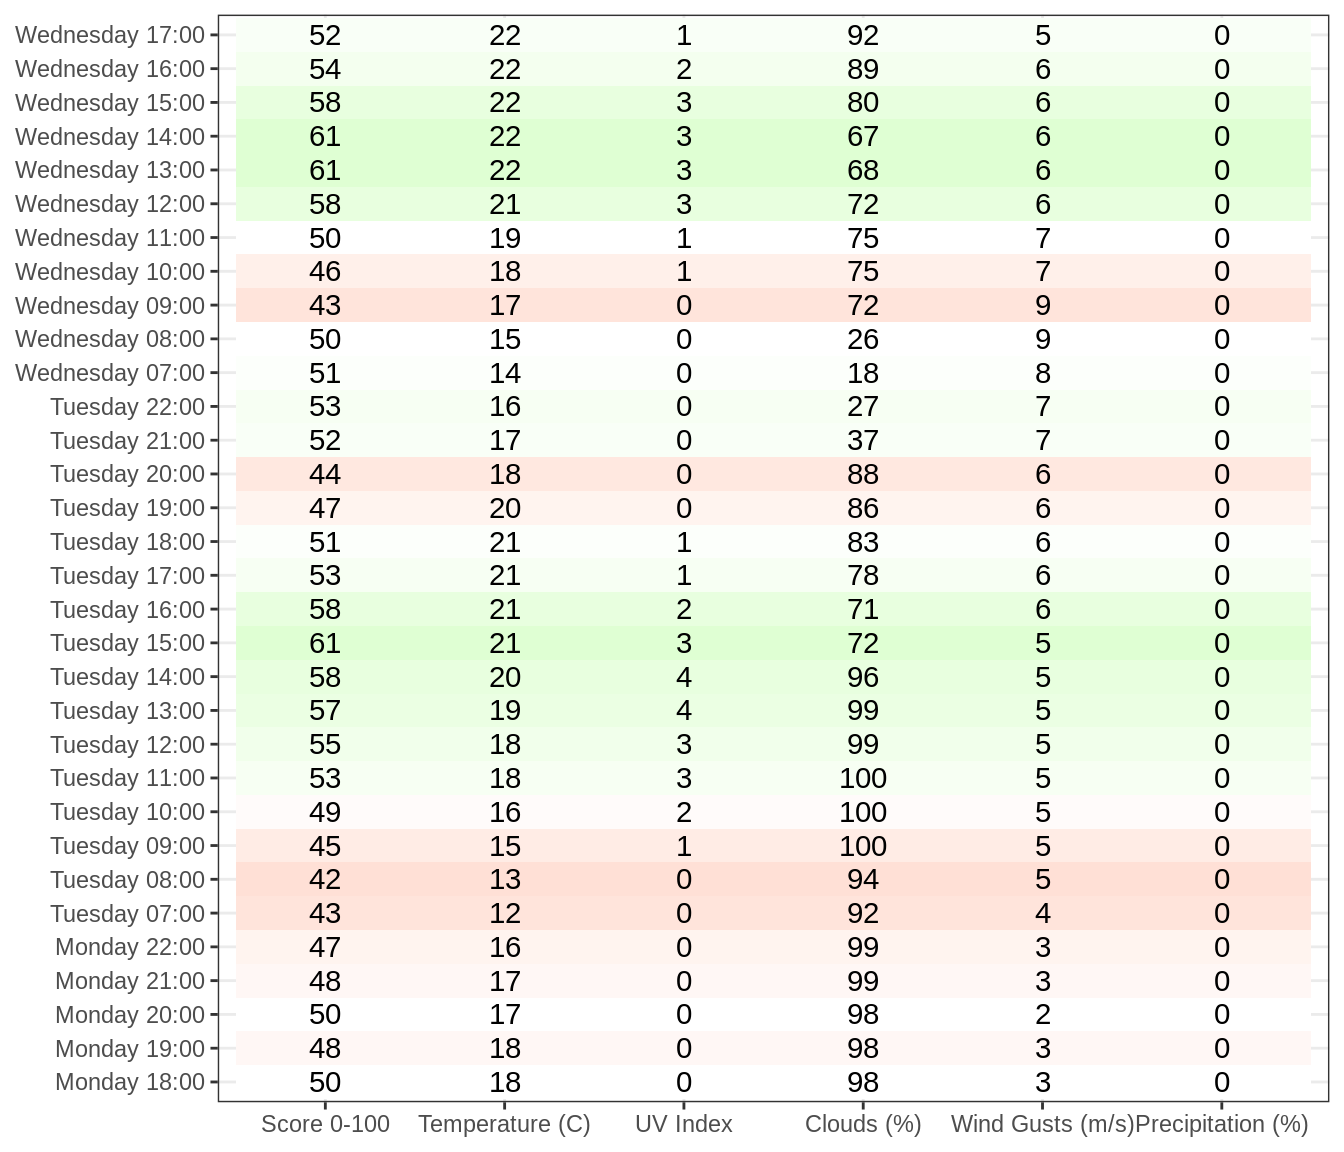 Wednesday 17:00 52 22 1 92 5 0
Wednesday 16:00 54 22 2 89 6 0
Wednesday 15:00 58 22 3 80 6 0
Wednesday 14:00 61 22 3 67 6 0
Wednesday 13:00 61 22 3 68 6 0
Wednesday 12:00 58 21 3 72 6 0
Wednesday 11:00 50 19 1 75 7 0
Wednesday 10:00 46 18 1 75 7 0
Wednesday 09:00 43 17 0 72 9 0
Wednesday 08:00 50 15 0 26 9 0
Wednesday 07:00 51 14 0 18 8 0
Tuesday 22:00 53 16 0 27 7 0
Tuesday 21:00 52 17 0 37 7 0
Tuesday 20:00 44 18 0 88 6 0
Tuesday 19:00 47 20 0 86 6 0
Tuesday 18:00 51 21 1 83 6 0
Tuesday 17:00 53 21 1 78 6 0
Tuesday 16:00 58 21 2 71 6 0
Tuesday 15:00 61 21 3 72 5 0
Tuesday 14:00 58 20 4 96 5 0
Tuesday 13:00 57 19 4 99 5 0
Tuesday 12:00 55 18 3 99 5 0
Tuesday 11:00 53 18 3 100 5 0
Tuesday 10:00 49 16 2 100 5 0
Tuesday 09:00 45 15 1 100 5 0
Tuesday 08:00 42 13 0 94 5 0
Tuesday 07:00 43 12 0 92 4 0
Monday 22:00 47 16 0 99 3 0
Monday 21:00 48 17 0 99 3 0
Monday 20:00 50 17 0 98 2 0
Monday 19:00 48 18 0 98 3 0
Monday 18:00 50 18 0 98 3 0
Score 0-100 Temperature (C) UV Index Clouds (%) Wind Gusts (m/s) Precipitation (%)